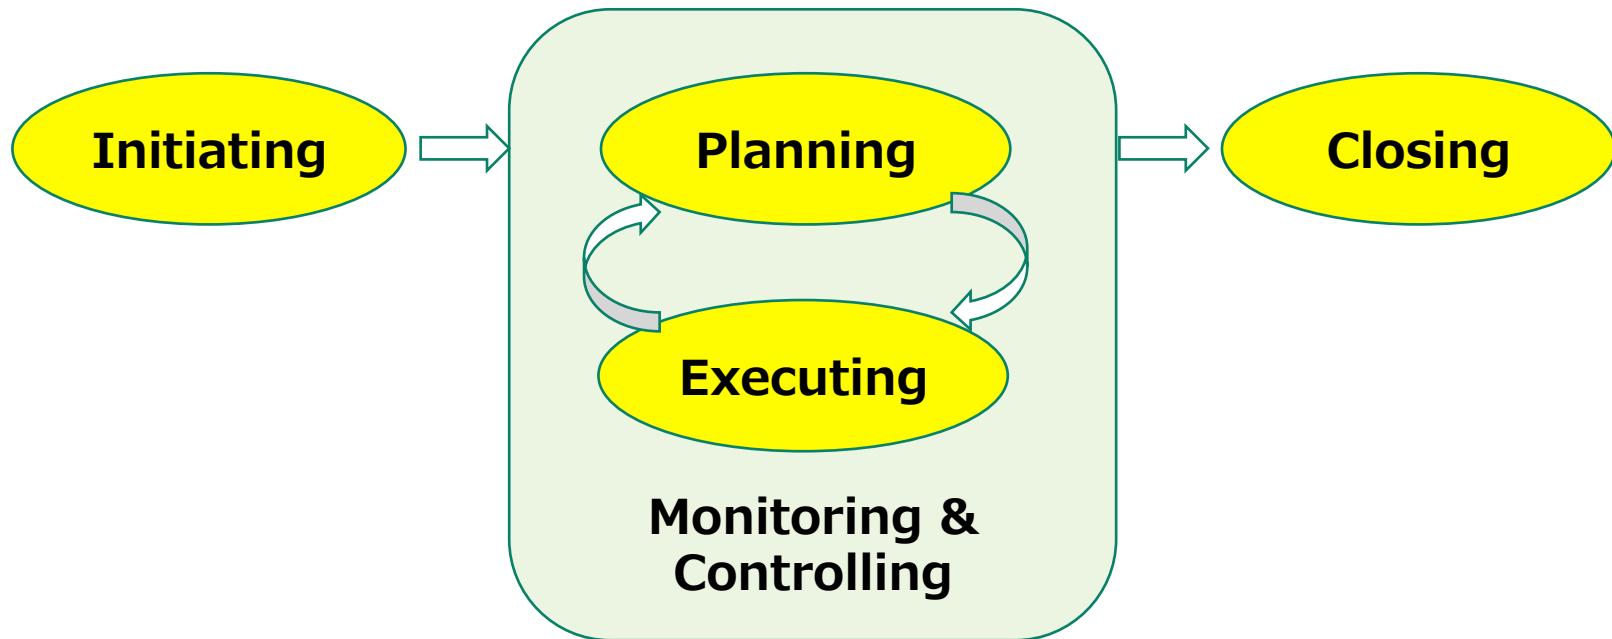 Initiating
Planning
Closing
Executing
Monitoring &
Controlling